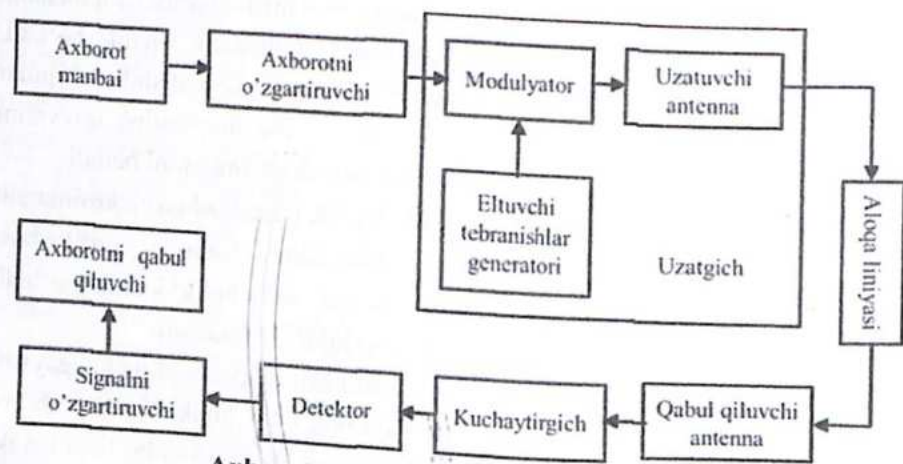 Axborot
manbai
Axborotni
o’zgartiruvchi
Modulyator
Uzatuvchi
antenna
Eltuvchi
tebranishlar
generatori
Uzatgich
Aloqa liniyasi
Qabul qiluvchi
antenna
Kuchaytirgich
Detektor
Signalni
o’zgartiruvchi
Axborotni qabul
qiluvchi